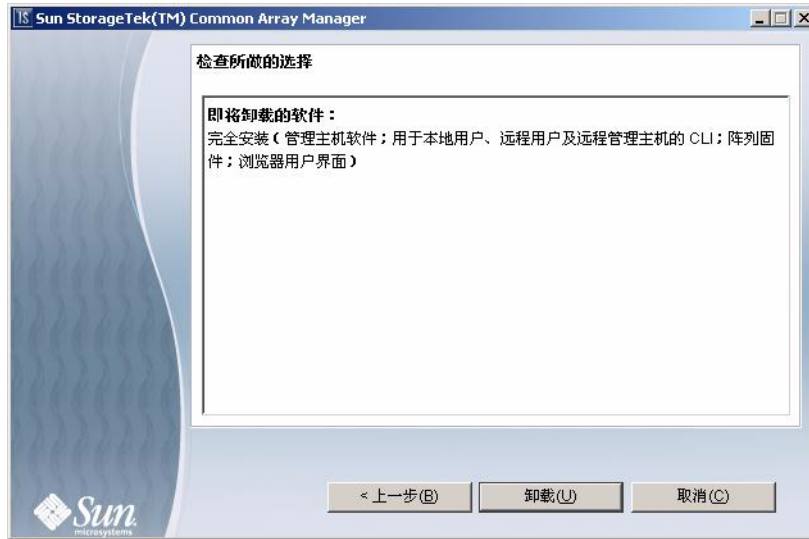 Sun StorageTek(TM) Common Array Manager
检查所做的选择
即将卸载的软件：
完全安装（管理主机软件；用于本地用户、远程用户及远程管理主机的 CLI；阵列固
件；浏览器用户界面）
<上一步(B)
卸载(U)
取消(C)
Sun
microsystems